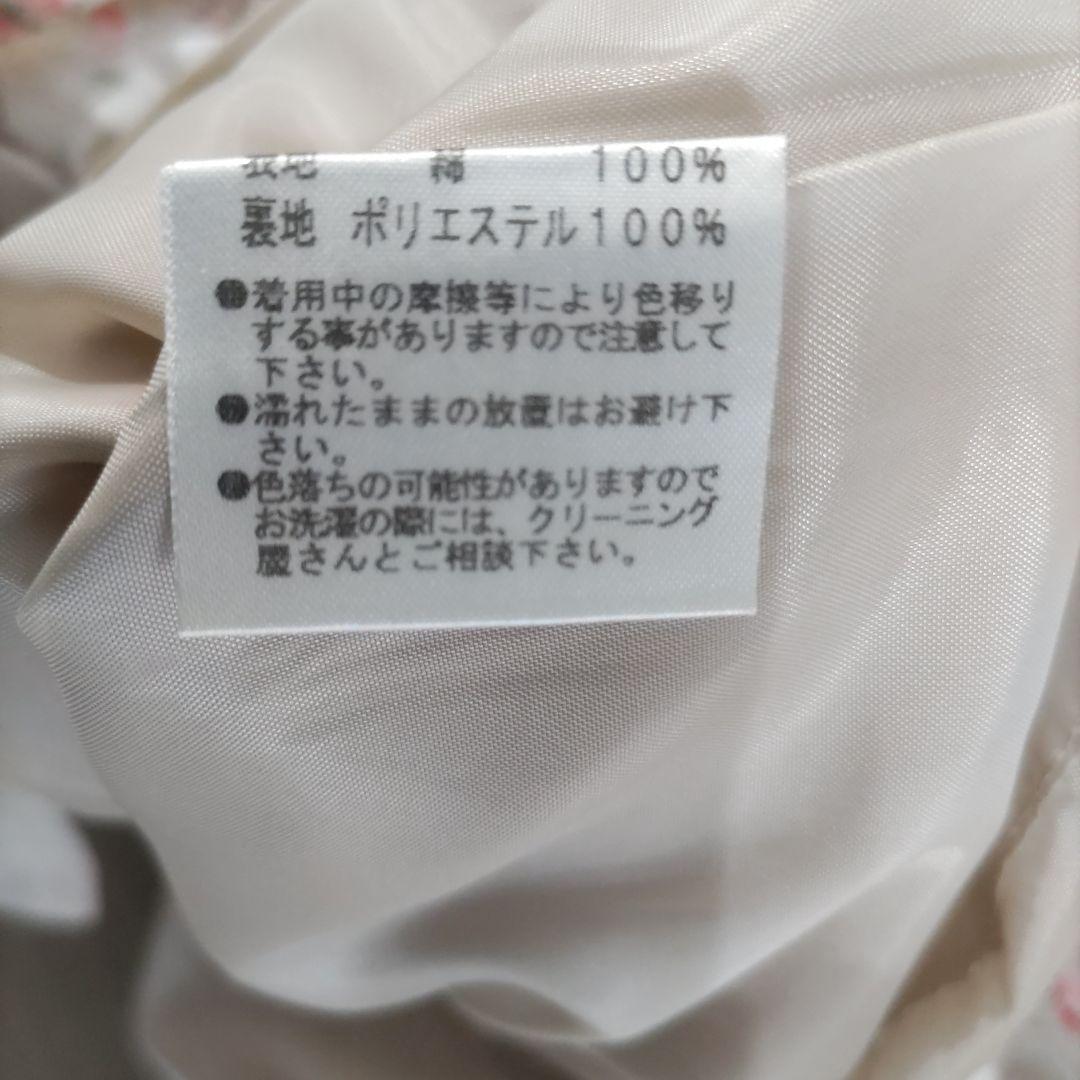 表地 綿 100%
裏地 ポリエステル100%
●着用中の摩擦等により色移り
する事がありますので注意して
下さい。
●濡れたままの放置はお避け下
さい。
●色落ちの可能性がありますので
お洗濯の際には、クリーニング
屋さんとご相談下さい。